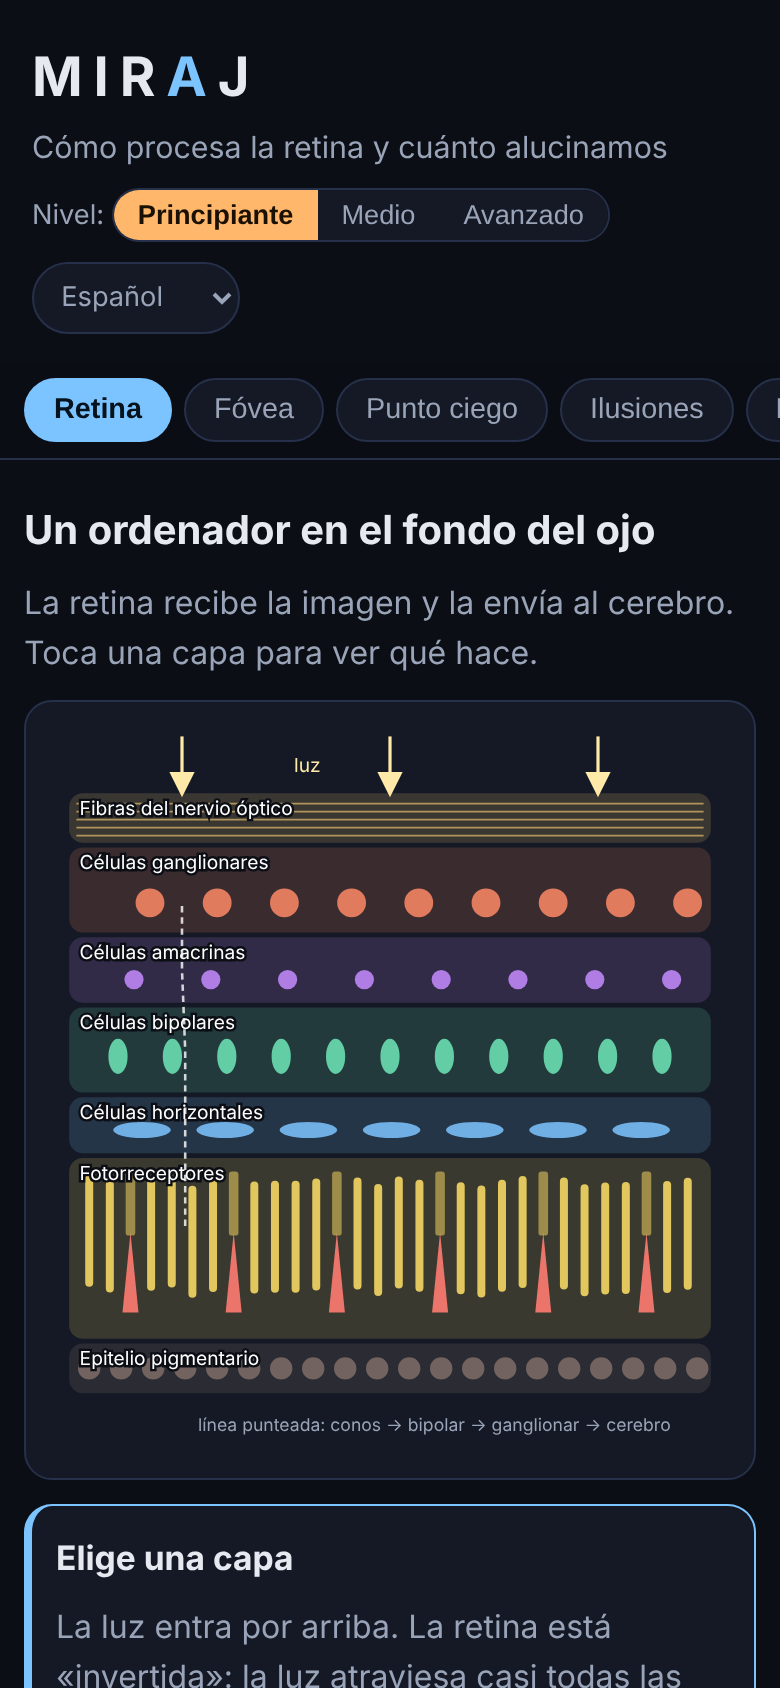 MIRAJ
Cómo procesa la retina y cuánto alucinamos
Nivel: Principiante Medio Avanzado
Español
Retina Fóvea Punto ciego Ilusiones
Un ordenador en el fondo del ojo
La retina recibe la imagen y la envía al cerebro.
Toca una capa para ver qué hace.
luz
Fibras del nervio óptico
Células ganglionares
Células amacrinas
Células bipolares
Células horizontales
Fotorreceptores
Epitelio pigmentario
línea punteada: conos → bipolar → ganglionar → cerebro
Elige una capa
La luz entra por arriba. La retina está
«invertida»: la luz atraviesa casi todas las